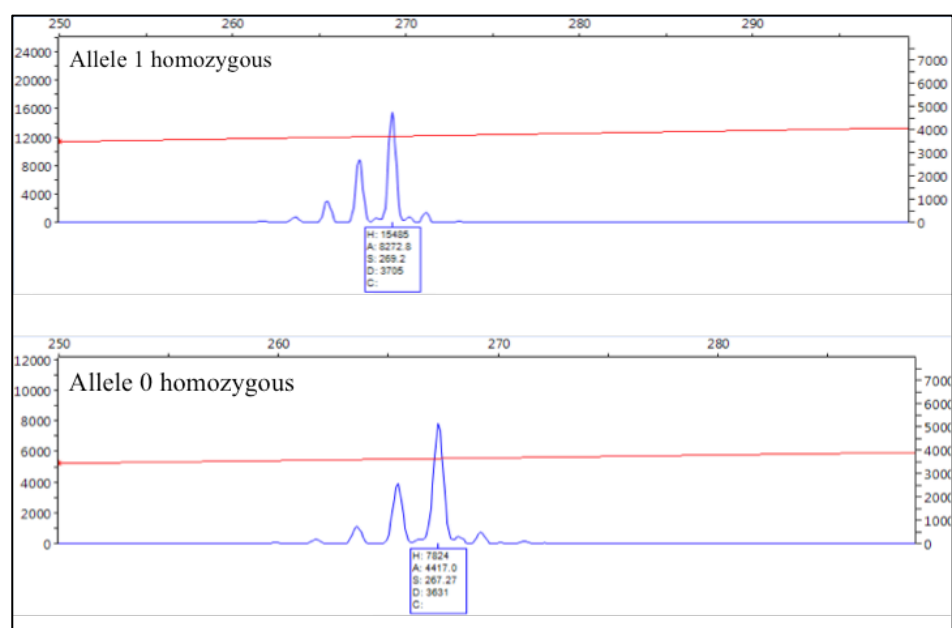 250 260 270 280 290
Allele 1 homozygous
24000
20000
16000
12000
8000
4000
0
7000
6000
5000
4000
3000
2000
1000
0
H: 15485
A: 8272.8
S: 269.2
D: 3705
C:
250 260 270 280
Allele 0 homozygous
12000
10000
8000
6000
4000
2000
0
7000
6000
5000
4000
3000
2000
1000
0
H: 7824
A: 4417.0
S: 267.27
D: 3631
C: